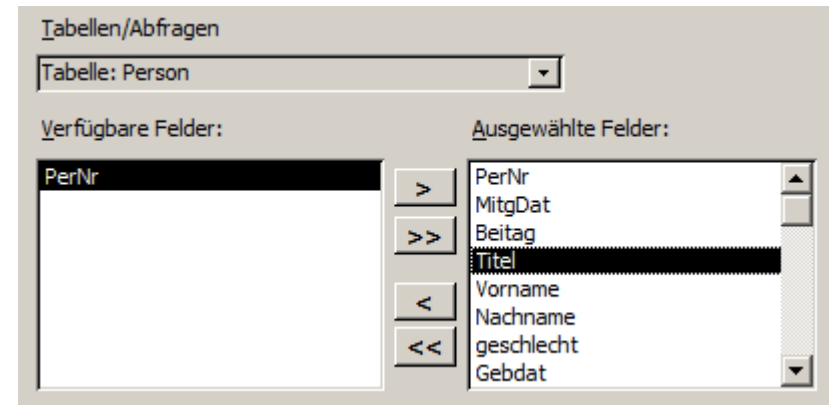 Tabellen/Abfragen
Tabelle: Person
Verfügbare Felder:
Ausgewählte Felder:
PerNr
>
>>
<
<<
PerNr
MitgDat
Beitag
Titel
Vorname
Nachname
geschlecht
Gebdat